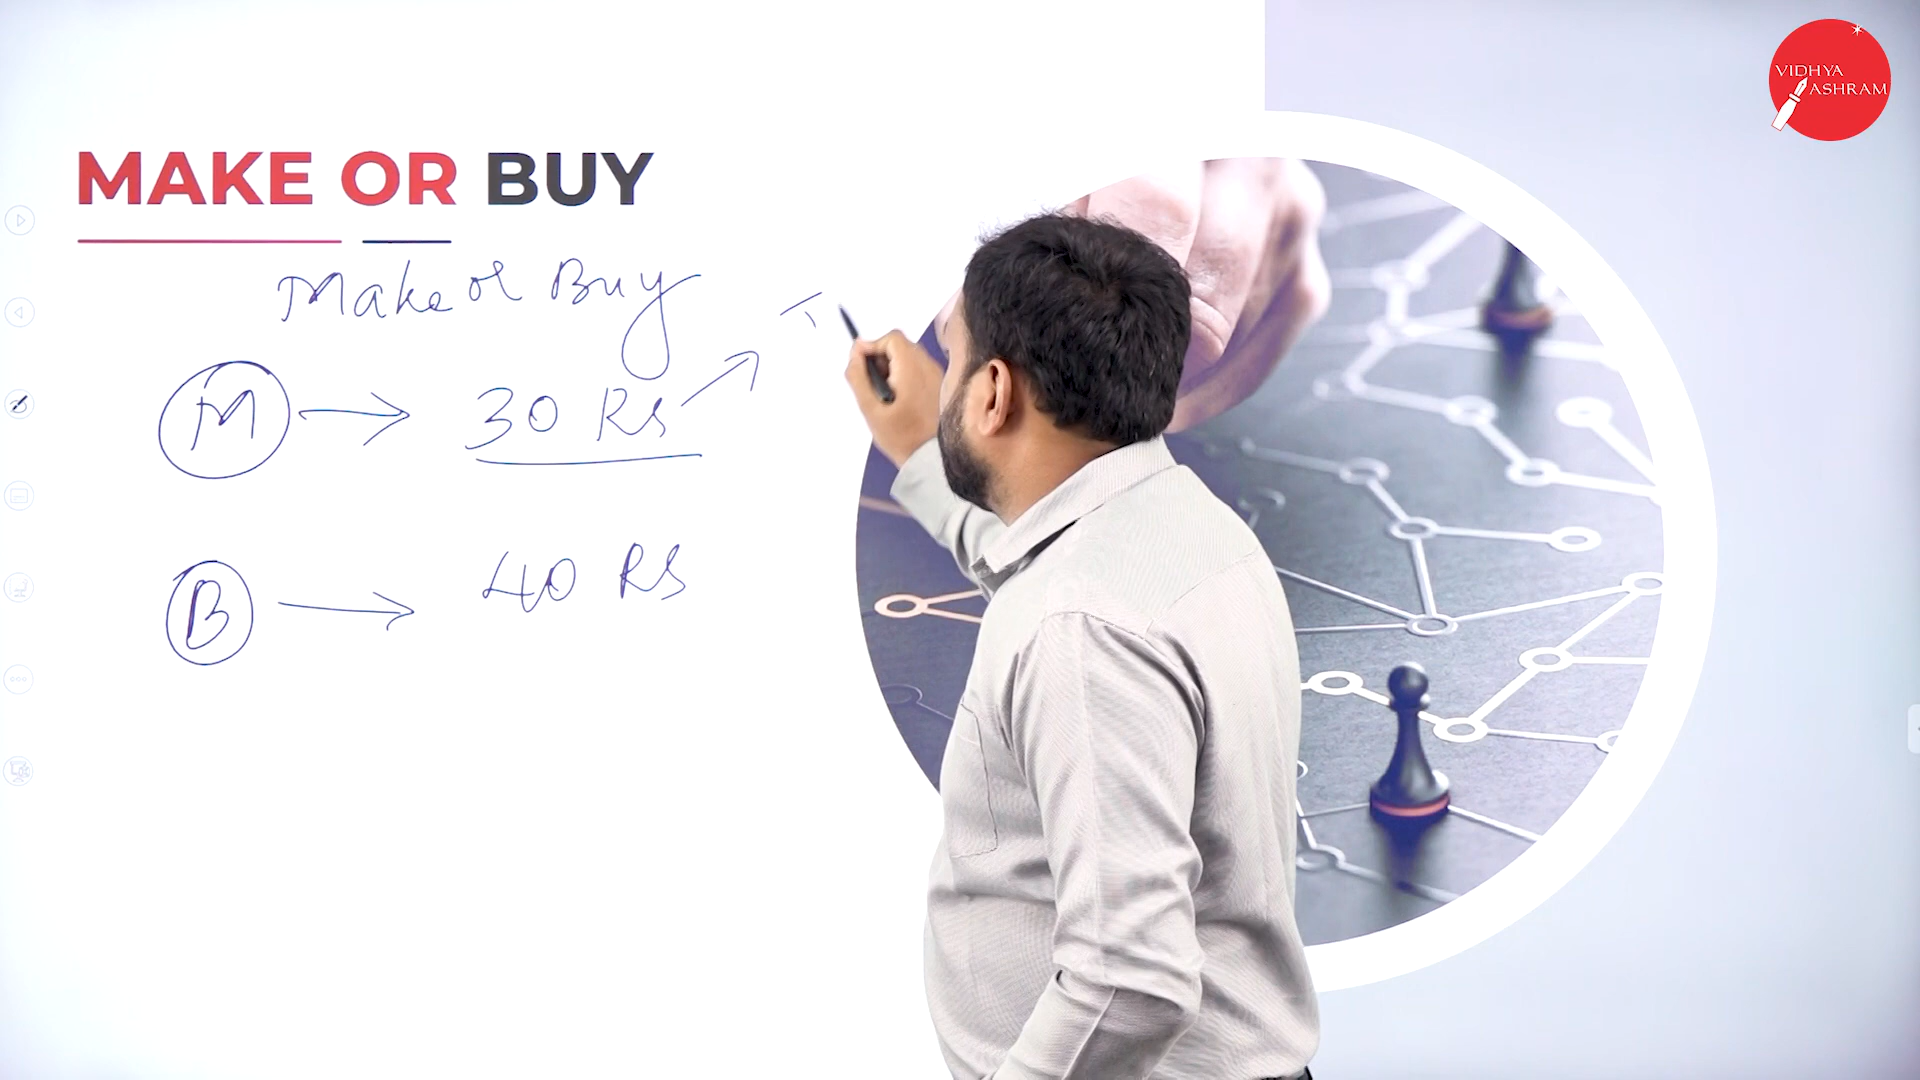 VIDHYA
ASHRAM
MAKE OR BUY
Make or Buy
M → 30 Rs
B → 40 Rs